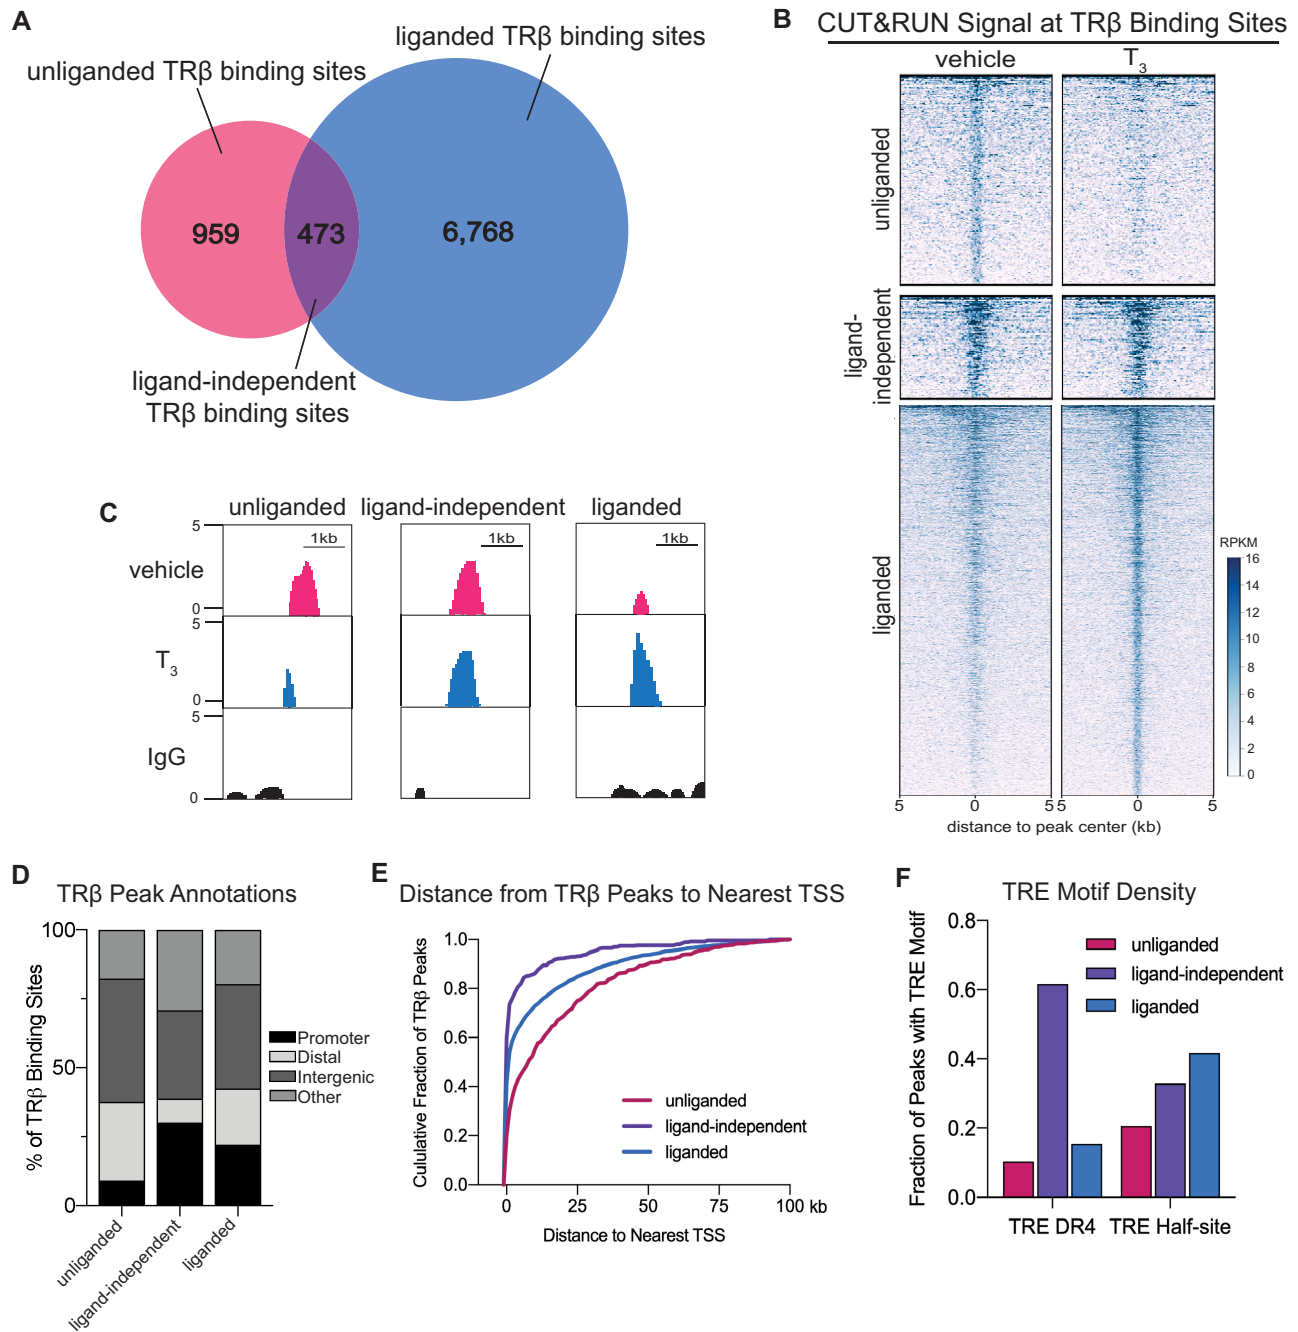 A
liganded TRβ binding sites
unliganded TRβ binding sites
959
473
6,768
ligand-independent
TRβ binding sites
B
CUT&RUN Signal at TRβ Binding Sites
vehicle
T3
unliganded
ligand-
independent
liganded
RPKM
16
14
12
10
8
6
4
2
0
5 0 5 5 0 5
distance to peak center (kb)
C
unliganded ligand-independent liganded
5
1kb 1kb 1kb
vehicle
0
5
T3
0
5
IgG
0
D
TRβ Peak Annotations
% of TRβ Binding Sites
100
50
0
Promoter
Distal
Intergenic
Other
unliganded
ligand-independent
liganded
E
Distance from TRβ Peaks to Nearest TSS
Cululative Fraction of TRβ Peaks
1.0
0.8
0.6
0.4
0.2
0.0
unliganded
ligand-independent
liganded
0 25 50 75 100 kb
Distance to Nearest TSS
F
TRE Motif Density
Fraction of Peaks with TRE Motif
0.8
0.6
0.4
0.2
0.0
unliganded
ligand-independent
liganded
TRE DR4 TRE Half-site